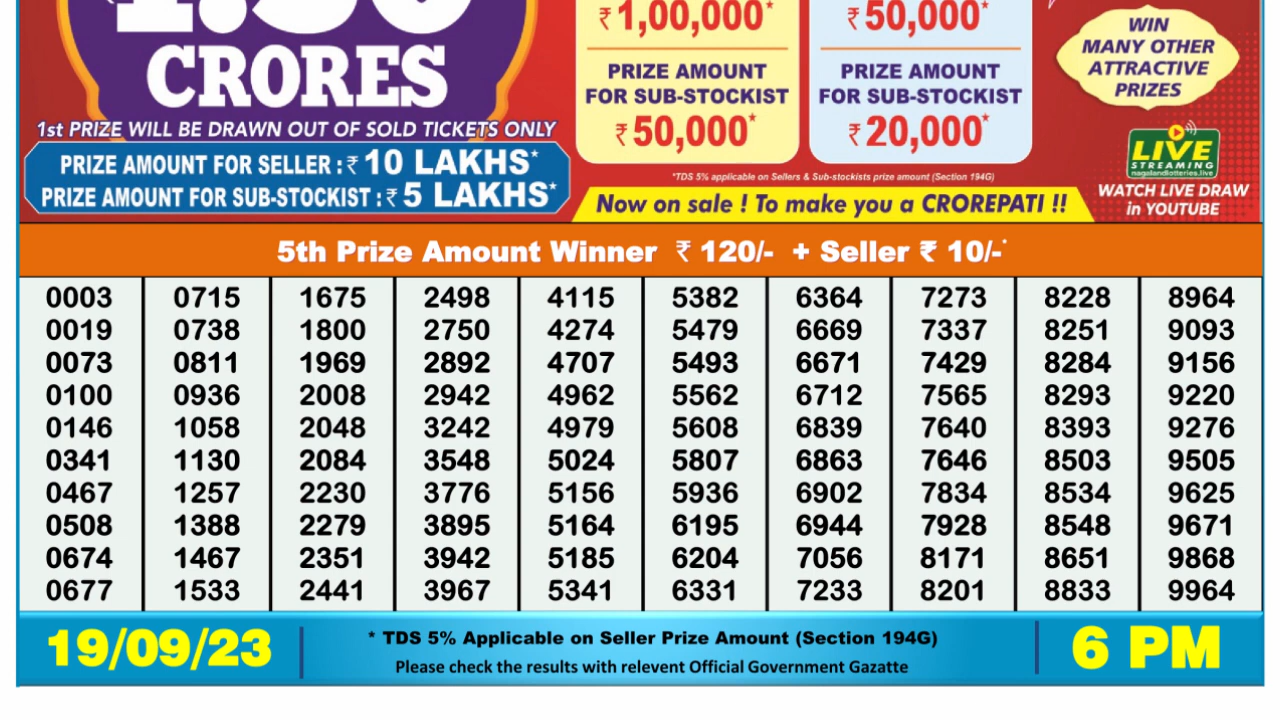 CRORES
1st PRIZE WILL BE DRAWN OUT OF SOLD TICKETS ONLY
PRIZE AMOUNT FOR SELLER : ₹ 10 LAKHS*
PRIZE AMOUNT FOR SUB-STOCKIST : ₹ 5 LAKHS*
₹ 1,00,000*
PRIZE AMOUNT
FOR SUB-STOCKIST
₹ 50,000*
₹ 50,000*
PRIZE AMOUNT
FOR SUB-STOCKIST
₹ 20,000*
*TDS 5% applicable on Sellers & Sub-stockists prize amount (Section 194G)
Now on sale ! To make you a CROREPATI !!
WIN
MANY OTHER
ATTRACTIVE
PRIZES
LIVE
STREAMING
nagalandlotteries.live
WATCH LIVE DRAW
in YOUTUBE
5th Prize Amount Winner ₹ 120/- + Seller ₹ 10/-*
0003 0715 1675 2498 4115 5382 6364 7273 8228 8964
0019 0738 1800 2750 4274 5479 6669 7337 8251 9093
0073 0811 1969 2892 4707 5493 6671 7429 8284 9156
0100 0936 2008 2942 4962 5562 6712 7565 8293 9220
0146 1058 2048 3242 4979 5608 6839 7640 8393 9276
0341 1130 2084 3548 5024 5807 6863 7646 8503 9505
0467 1257 2230 3776 5156 5936 6902 7834 8534 9625
0508 1388 2279 3895 5164 6195 6944 7928 8548 9671
0674 1467 2351 3942 5185 6204 7056 8171 8651 9868
0677 1533 2441 3967 5341 6331 7233 8201 8833 9964
19/09/23
* TDS 5% Applicable on Seller Prize Amount (Section 194G)
Please check the results with relevent Official Government Gazatte
6 PM